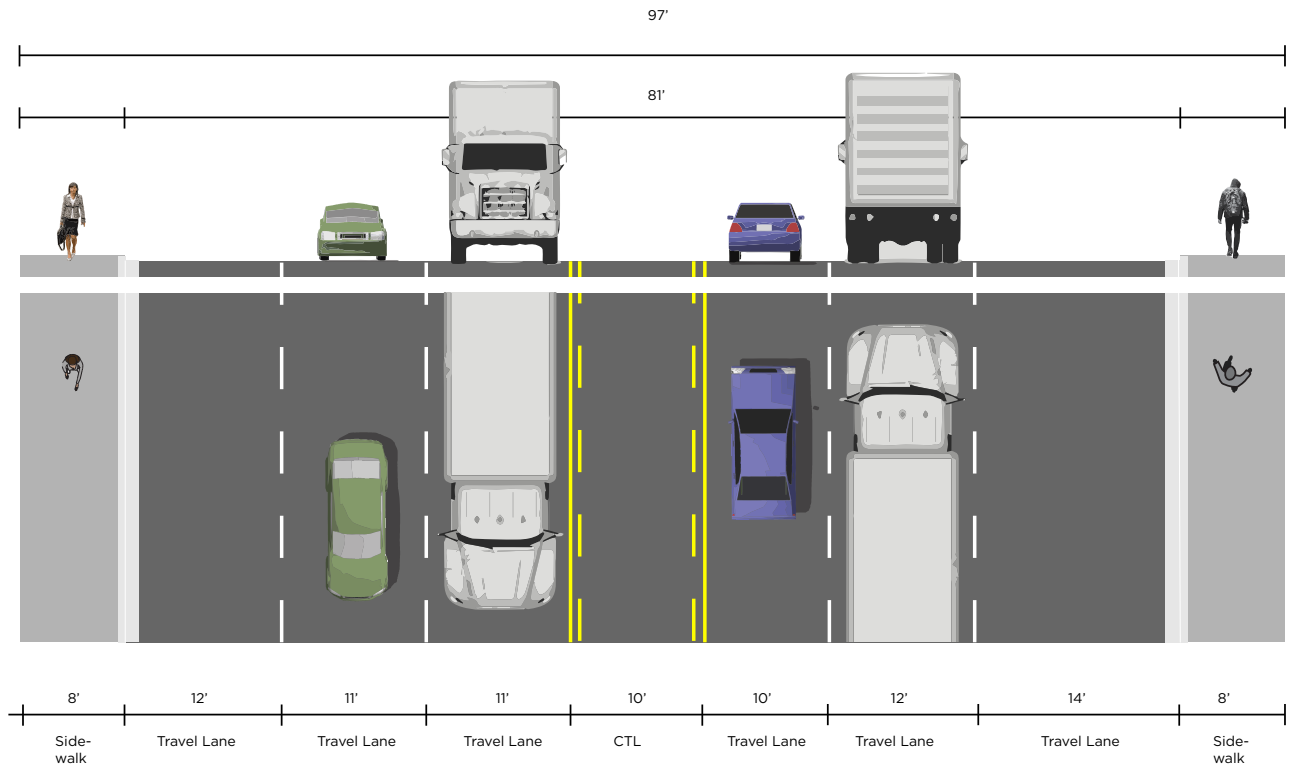 97’
81’
8’ 12’ 11’ 11’ 10’ 10’ 12’ 14’ 8’
Side- Travel Lane Travel Lane Travel Lane CTL Travel Lane Travel Lane Travel Lane Side-
walk walk